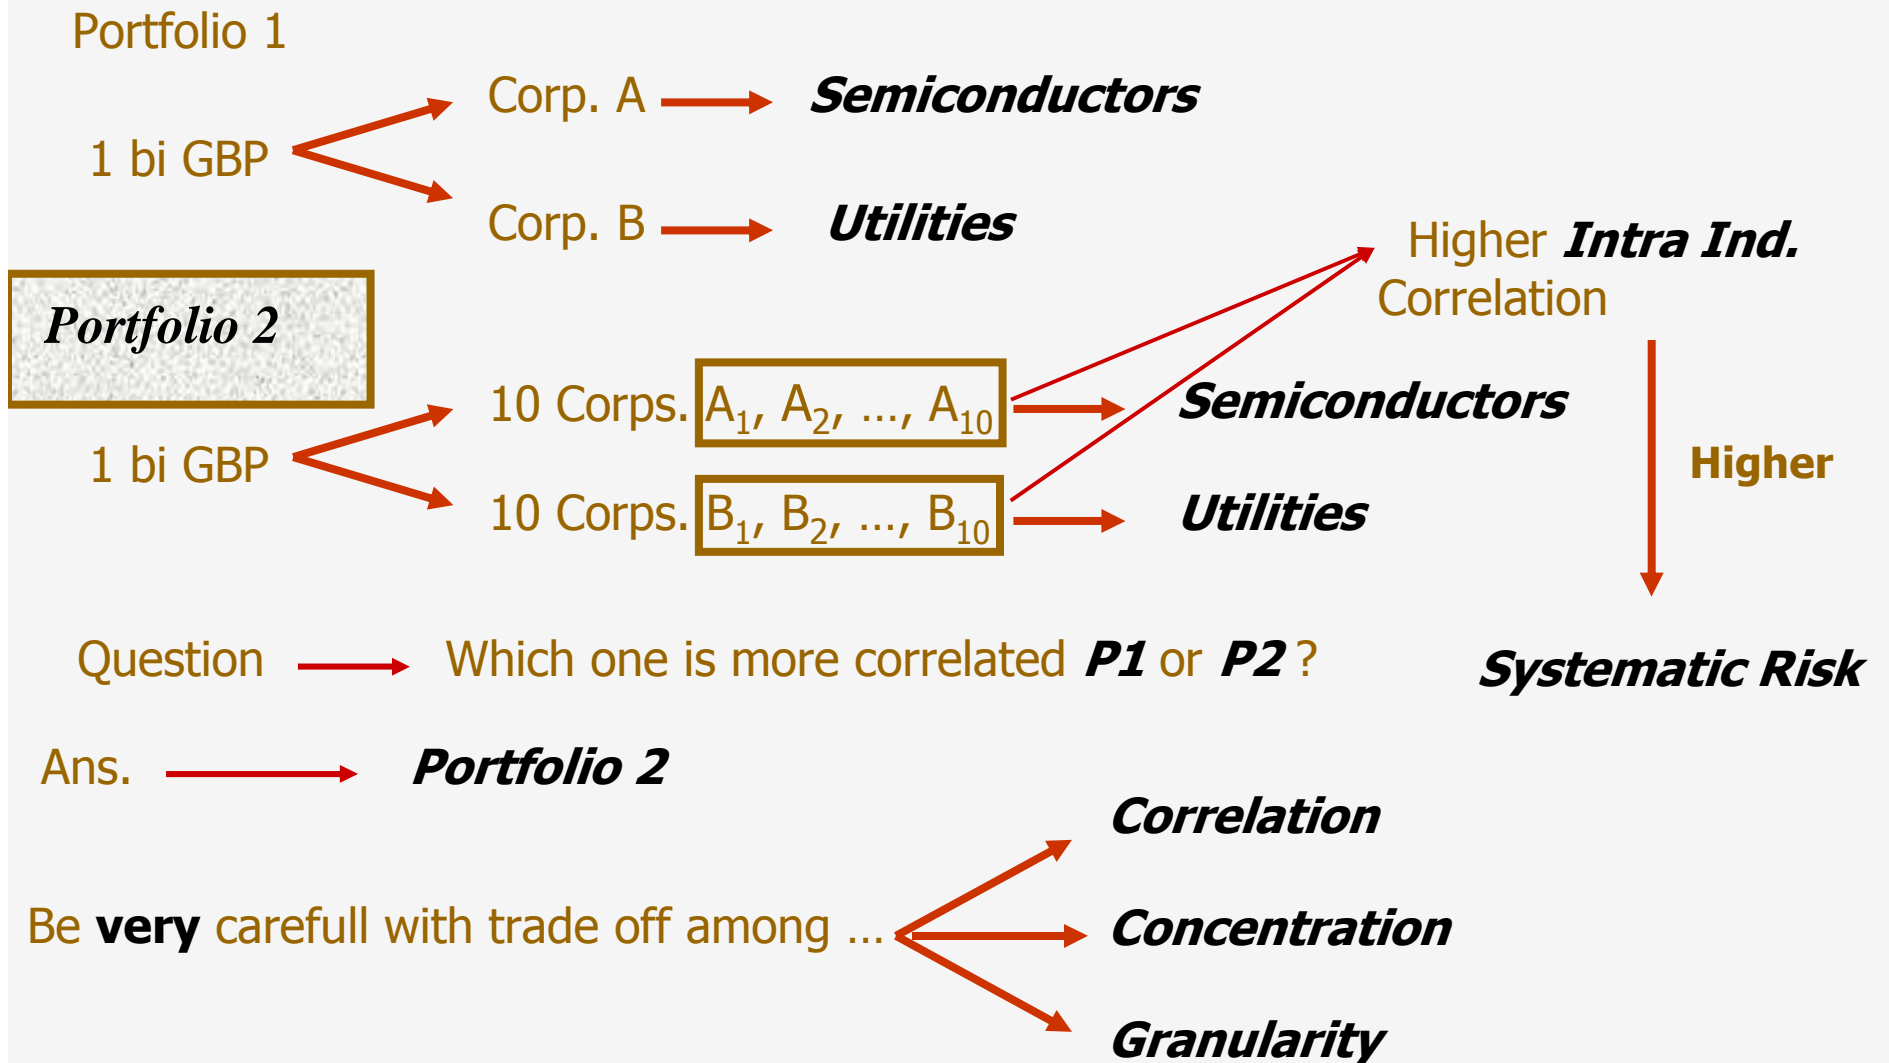 Portfolio 1
Corp. A
Semiconductors
1 bi GBP
Corp. B
Utilities
Higher Intra Ind.
Correlation
Portfolio 2
10 Corps. A1, A2, ..., A10
Semiconductors
1 bi GBP
Higher
10 Corps. B1, B2, ..., B10
Utilities
Question
Which one is more correlated P1 or P2 ?
Systematic Risk
Ans.
Portfolio 2
Correlation
Be very carefull with trade off among ...
Concentration
Granularity